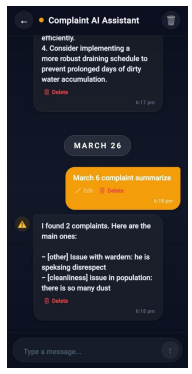 Complaint AI Assistant
efficiently.
4. Consider implementing a
more robust draining schedule to
prevent prolonged days of dirty
water accumulation.
Delete
6:17 pm
MARCH 26
March 6 complaint summarize
Edit Delete
6:18 pm
I found 2 complaints. Here are the
main ones:
– [other] Issue with wardern: he is
speksing disrespect
– [cleanliness] issue in population:
there is so many dust
Delete
6:18 pm
Type a message...